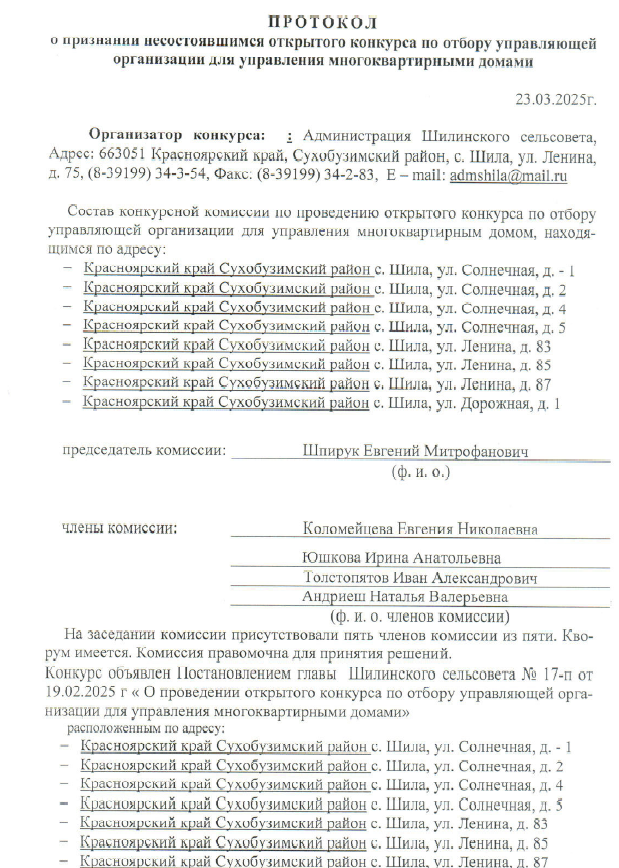 ПРОТОКОЛ
о признании несостоявшимся открытого конкурса по отбору управляющей
организации для управления многоквартирными домами
23.03.2025г.
Организатор конкурса: : Администрация Шилинского сельсовета,
Адрес: 663051 Красноярский край, Сухобузимский район, с. Шила, ул. Ленина,
д. 75, (8-39199) 34-3-54, Факс: (8-39199) 34-2-83, Е – mail: admshila@mail.ru
Состав конкурсной комиссии по проведению открытого конкурса по отбору
управляющей организации для управления многоквартирным домом, находя-
щимся по адресу:
– Красноярский край Сухобузимский район с. Шила, ул. Солнечная, д. - 1
– Красноярский край Сухобузимский район с. Шила, ул. Солнечная, д. 2
– Красноярский край Сухобузимский район с. Шила, ул. Солнечная, д. 4
– Красноярский край Сухобузимский район с. Шила, ул. Солнечная, д. 5
– Красноярский край Сухобузимский район с. Шила, ул. Ленина, д. 83
– Красноярский край Сухобузимский район с. Шила, ул. Ленина, д. 85
– Красноярский край Сухобузимский район с. Шила, ул. Ленина, д. 87
– Красноярский край Сухобузимский район с. Шила, ул. Дорожная, д. 1
председатель комиссии: Шпирук Евгений Митрофанович
(ф. и. о.)
члены комиссии: Коломейцева Евгения Николаевна
Юшкова Ирина Анатольевна
Толстопятов Иван Александрович
Андриеш Наталья Валерьевна
(ф. и. о. членов комиссии)
На заседании комиссии присутствовали пять членов комиссии из пяти. Кво-
рум имеется. Комиссия правомочна для принятия решений.
Конкурс объявлен Постановлением главы Шилинского сельсовета № 17-п от
19.02.2025 г « О проведении открытого конкурса по отбору управляющей орга-
низации для управления многоквартирными домами»
расположенным по адресу:
– Красноярский край Сухобузимский район с. Шила, ул. Солнечная, д. - 1
– Красноярский край Сухобузимский район с. Шила, ул. Солнечная, д. 2
– Красноярский край Сухобузимский район с. Шила, ул. Солнечная, д. 4
– Красноярский край Сухобузимский район с. Шила, ул. Солнечная, д. 5
– Красноярский край Сухобузимский район с. Шила, ул. Ленина, д. 83
– Красноярский край Сухобузимский район с. Шила, ул. Ленина, д. 85
– Красноярский край Сухобузимский район с. Шила, ул. Ленина, д. 87